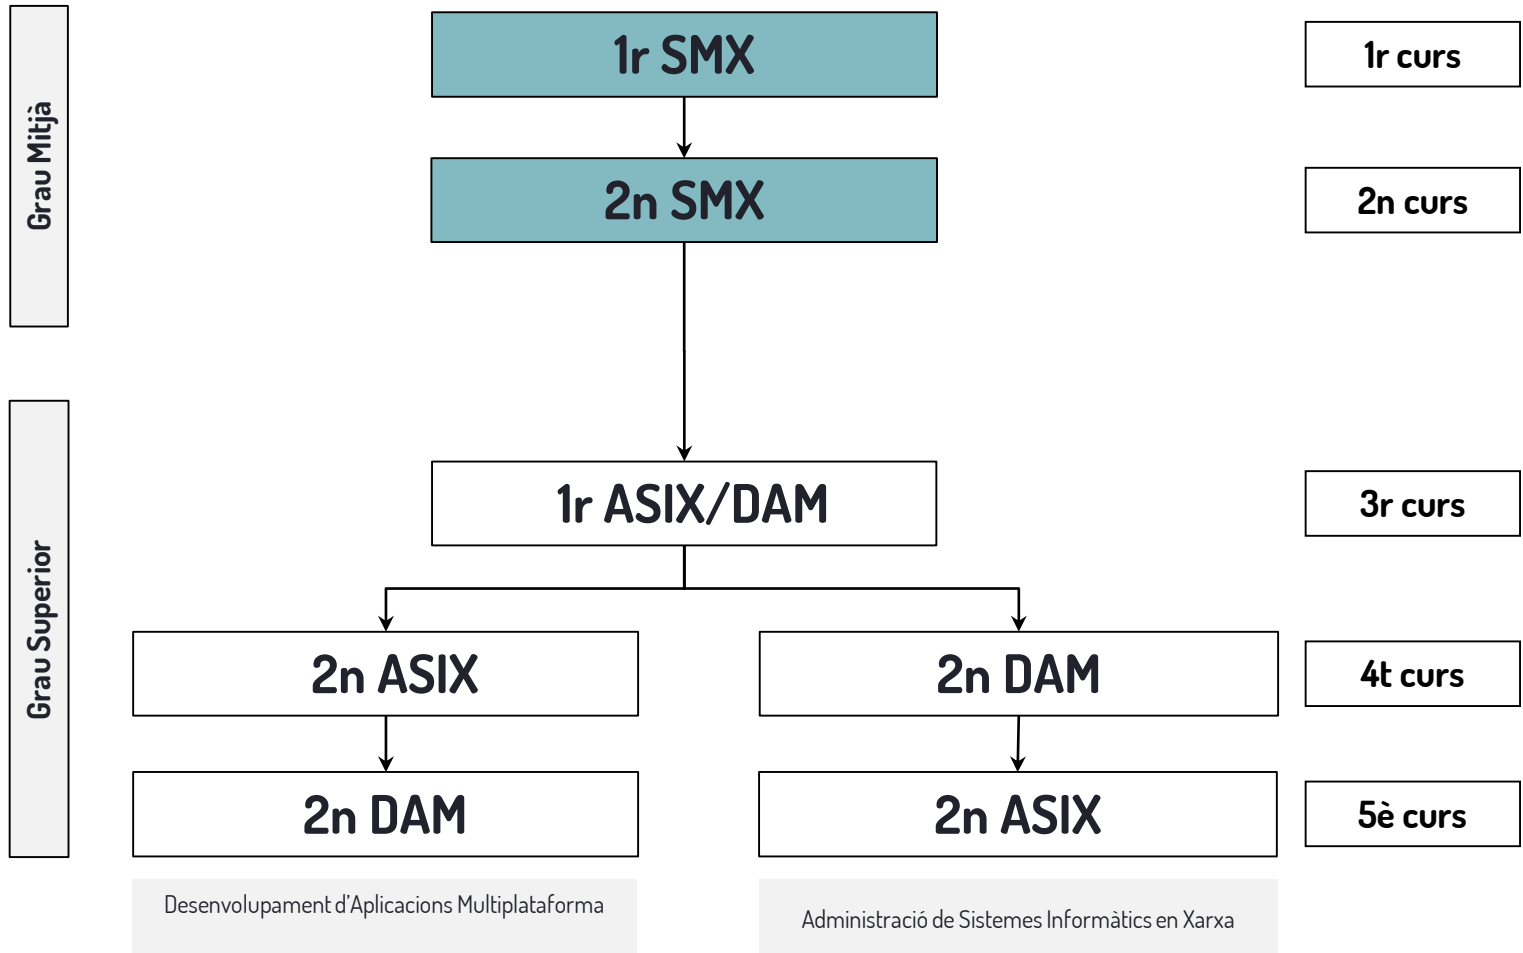 Grau Mitjà
1r SMX
1r curs
2n SMX
2n curs
Grau Superior
1r ASIX/DAM
3r curs
2n ASIX
2n DAM
4t curs
2n DAM
2n ASIX
5è curs
Desenvolupament d'Aplicacions Multiplataforma
Administració de Sistemes Informàtics en Xarxa